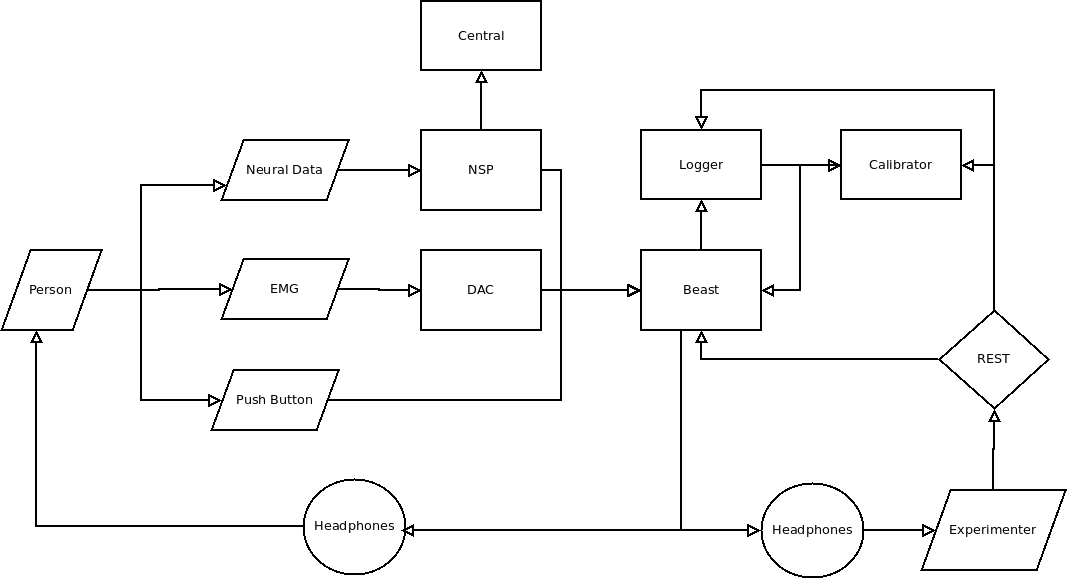 Central
Neural Data
NSP
Logger
Calibrator
Person
EMG
DAC
Beast
REST
Push Button
Headphones
Headphones
Experimenter